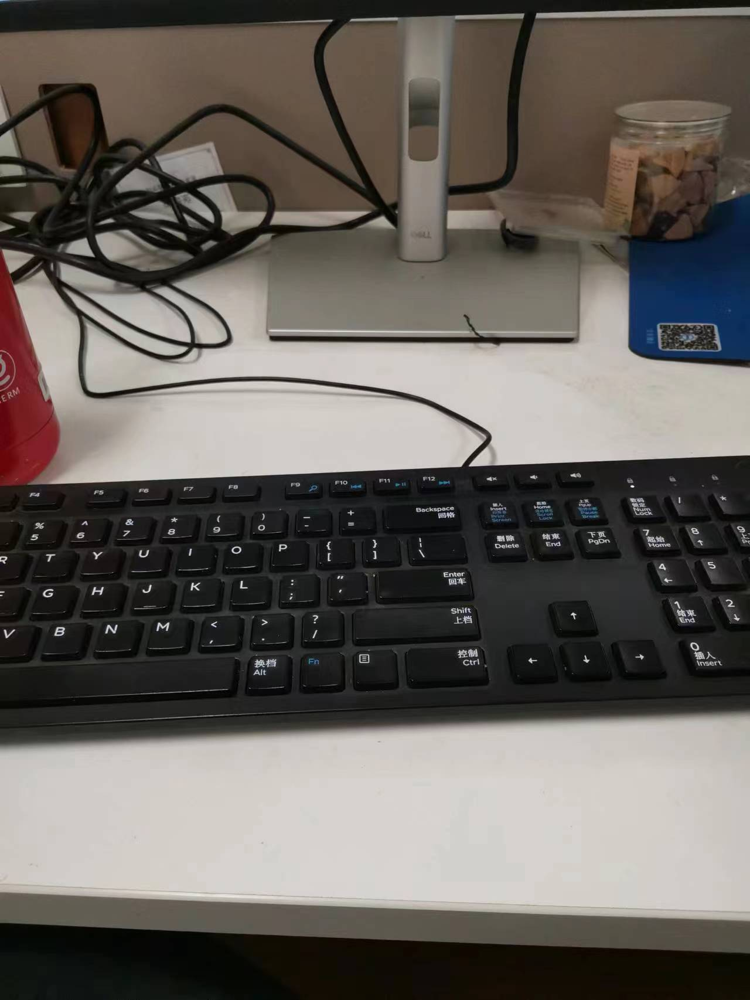 DELL
ERM
F4
F5
F6
F7
F8
F9
F10
F11
F12
%
5
^
6
&
7
*
8
(
9
)
0
_
-
+
=
Backspace
回格
插入
Insert
Print
Screen
起始
Home
Scroll
Lock
上页
PgUp
Pause
Break
数码
锁定
Num
Lock
/
*
R
T
Y
U
I
O
P
{
[
}
]
¦
\
删除
Delete
结束
End
下页
PgDn
7
起始
Home
8
↑
9
F
G
H
J
K
L
:
;
"
'
Enter
回车
4
←
5
V
B
N
M
<
,
>
.
?
/
Shift
上档
↑
1
结束
End
2
↓
换档
Alt
Fn
控制
Ctrl
←
↓
→
0
插入
Insert